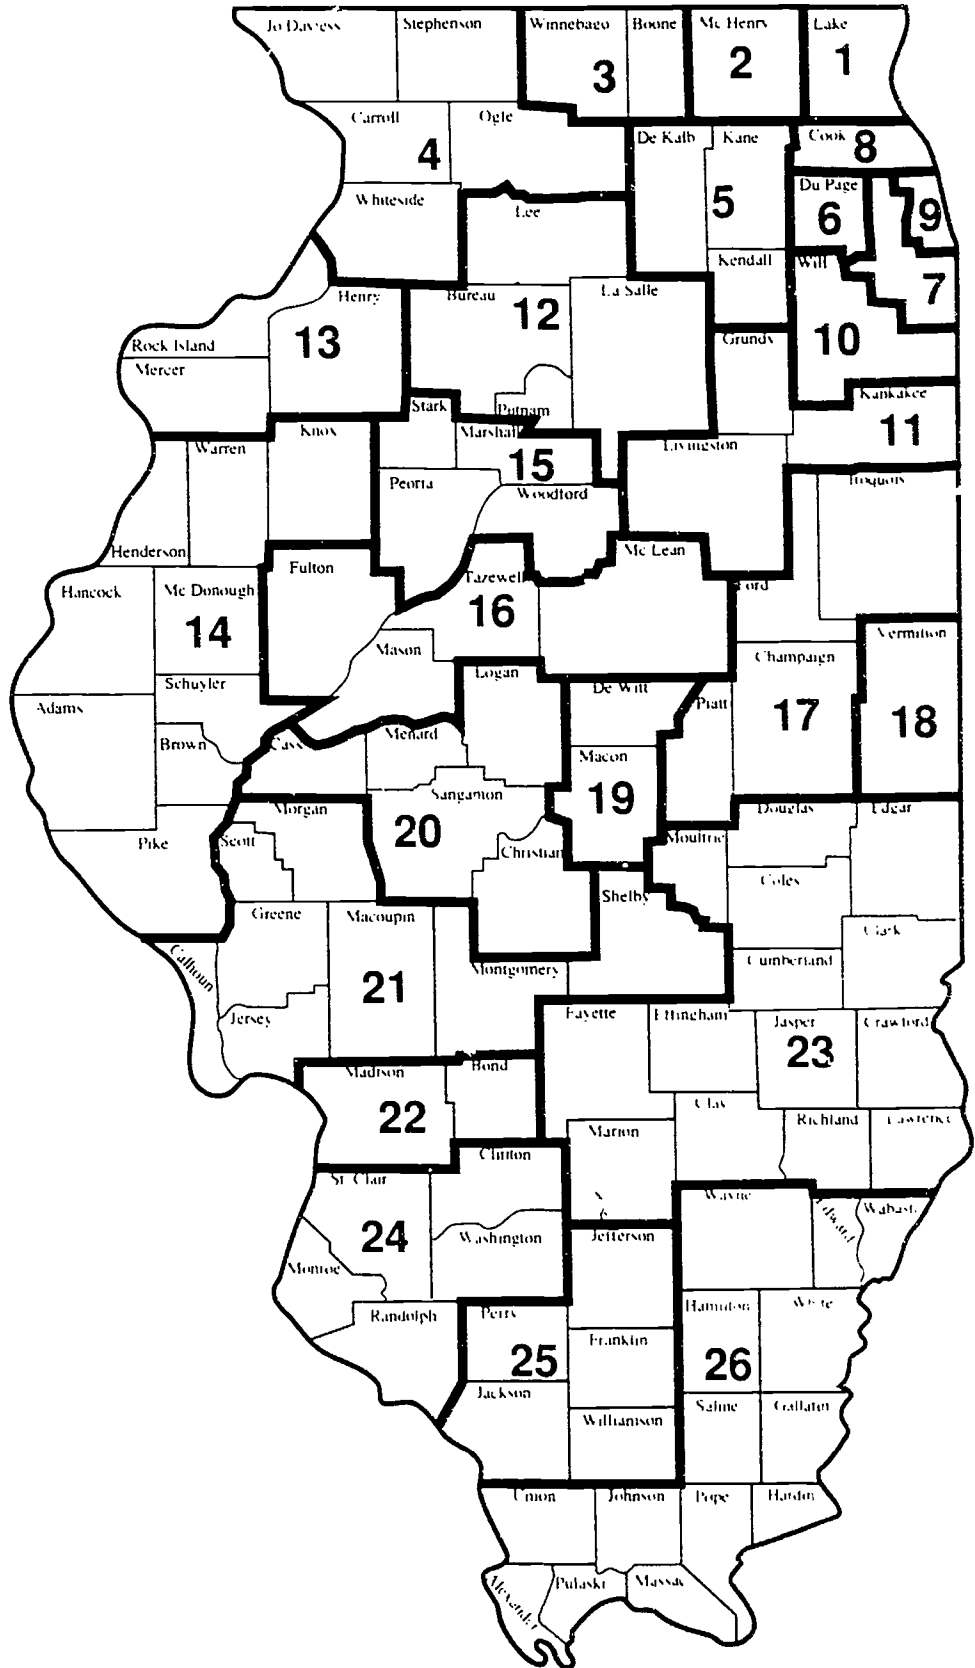 Jo Daviess Stephenson Winnebago Boone Mc Henry Lake
3 2 1
Carroll Ogle De Kalb Kane Cook 8
4
Whiteside Lee 5 Du Page 6 9
Kendall Will 7
Henry Bureau La Salle
13 12 10
Rock Island Grundy
Mercer
Stark Putnam Kankakee
Knox Marshall 11
Warren Livingston
15
Peoria Woodford Iroquois
Henderson Mc Lean
Fulton Tazewell Ford
Hancock Mc Donough
14 16
Mason Vermilion
Logan Champaign
Schuyler De Witt
Adams Piatt 17 18
Brown Cass Menard
Macon
Morgan Sangamon 19 Douglas Edgar
Pike Scott 20 Christian Moultrie
Coles
Greene Macoupin Shelby
Clark
Calhoun Montgomery Cumberland
21
Jersey Fayette Effingham Jasper Crawford
23
Madison Bond
22 Clay
Marion Richland Lawrence
Clinton
St. Clair Wayne
Edward Wabash
24 Washington Jefferson
Monroe
Randolph Perry Hamilton White
25 Franklin 26
Jackson Saline Gallatin
Williamson
Union Johnson Pope Hardin
Alexander Pulaski Massac